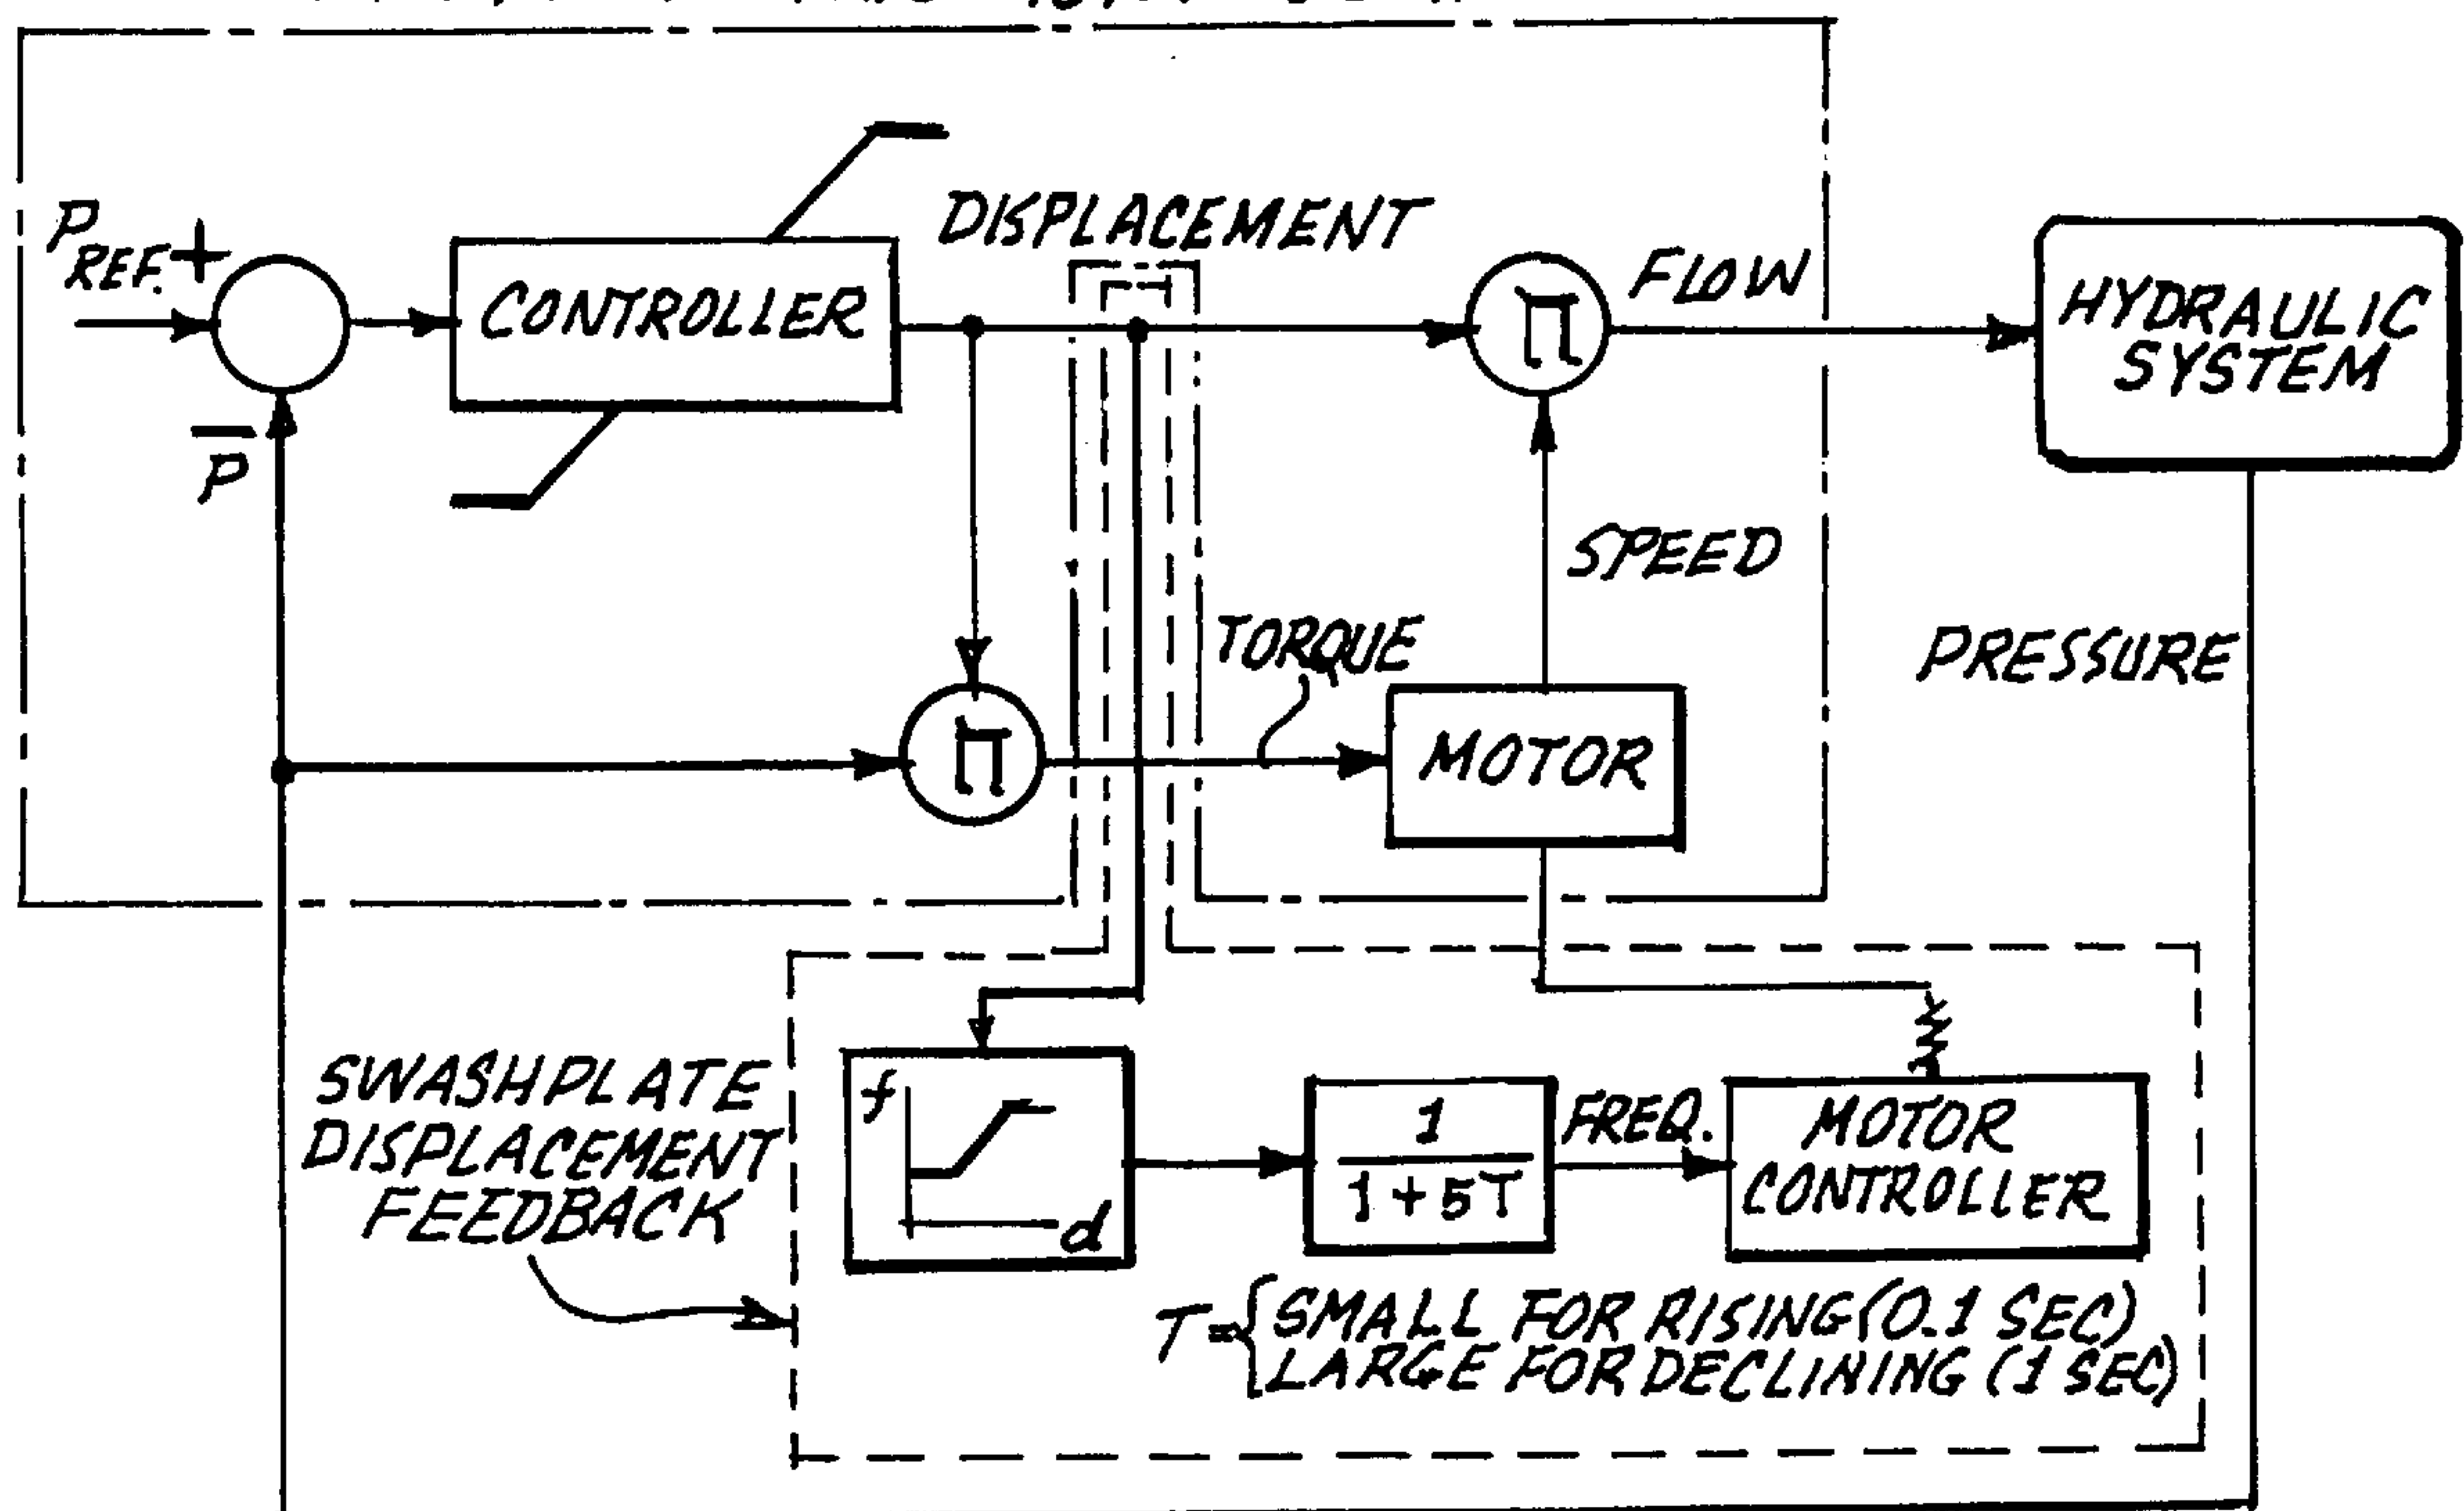 P REF. +
DISPLACEMENT
FLOW
CONTROLLER
Π
HYDRAULIC
SYSTEM
—
P
SPEED
TORQUE
PRESSURE
Π
MOTOR
SWASHPLATE
DISPLACEMENT
FEEDBACK
f
d
1
1+5T
FREQ.
MOTOR
CONTROLLER
T = { SMALL FOR RISING (0.1 SEC)
LARGE FOR DECLINING (1 SEC)